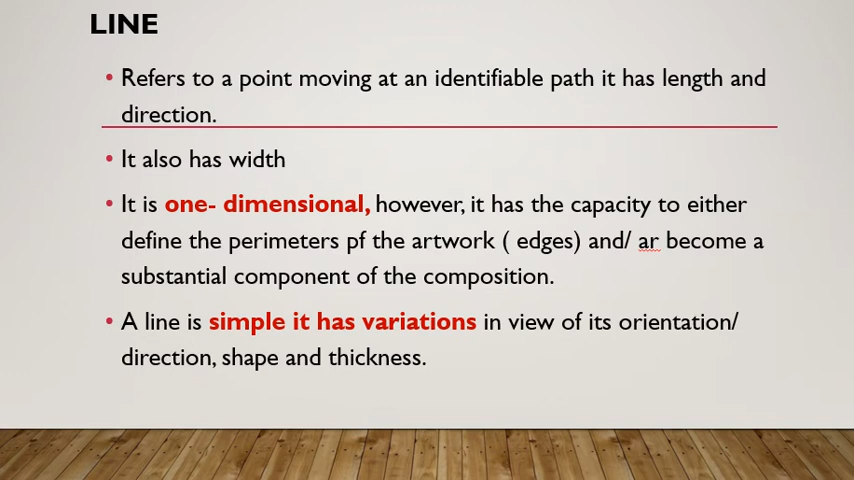 LINE
• Refers to a point moving at an identifiable path it has length and
direction.
• It also has width
• It is one- dimensional, however, it has the capacity to either
define the perimeters pf the artwork ( edges) and/ ar become a
substantial component of the composition.
• A line is simple it has variations in view of its orientation/
direction, shape and thickness.